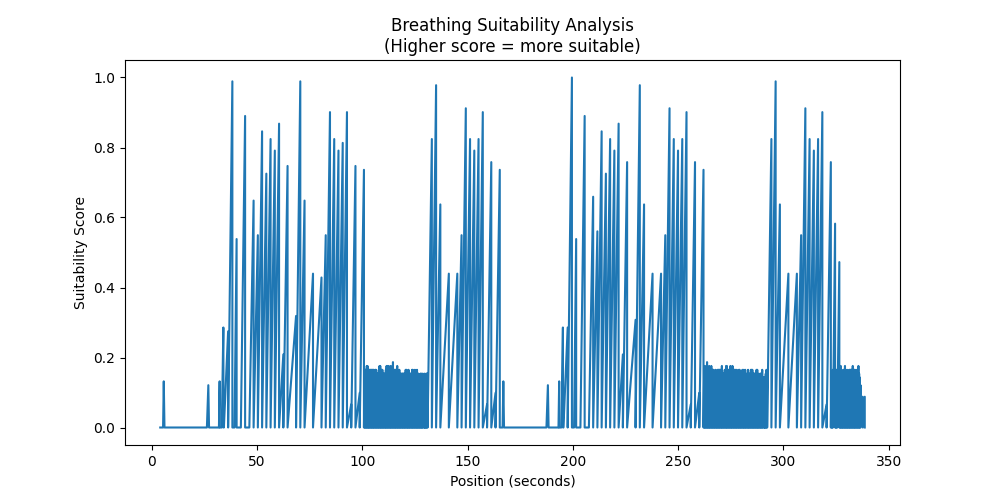 Breathing Suitability Analysis
(Higher score = more suitable)
Suitability Score
1.0
0.8
0.6
0.4
0.2
0.0
0 50 100 150 200 250 300 350
Position (seconds)